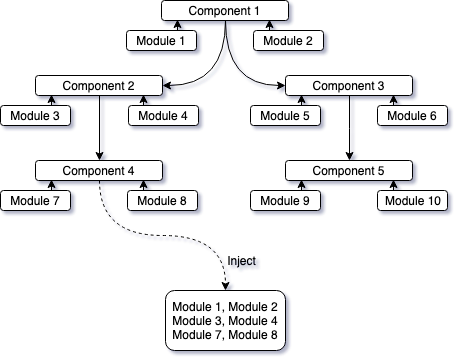 Component 1
Module 1
Module 2
Component 2
Component 3
Module 3
Module 4
Module 5
Module 6
Component 4
Component 5
Module 7
Module 8
Module 9
Module 10
Inject
Module 1, Module 2
Module 3, Module 4
Module 7, Module 8